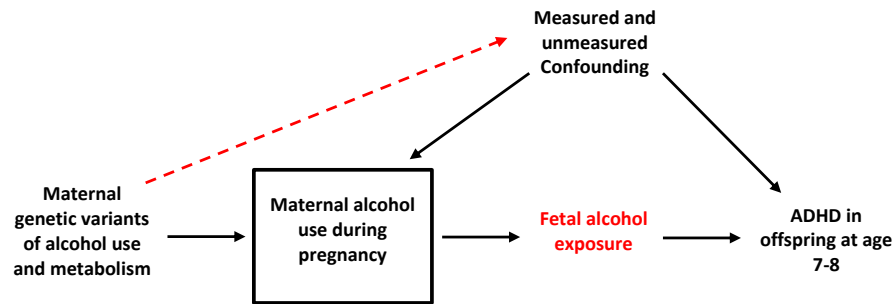 Measured and
unmeasured
Confounding
Maternal
genetic variants
of alcohol use
and metabolism
Maternal alcohol
use during
pregnancy
Fetal alcohol
exposure
ADHD in
offspring at age
7-8